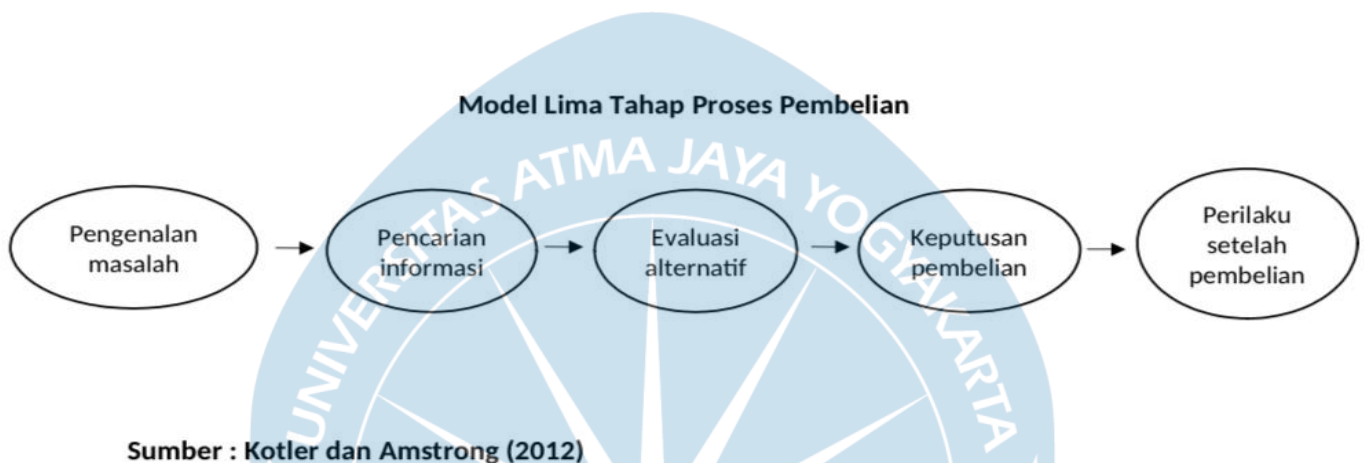 Model Lima Tahap Proses Pembelian
UNIVERSITAS ATMA JAYA YOGYAKARTA
Pengenalan
masalah
Pencarian
informasi
Evaluasi
alternatif
Keputusan
pembelian
Perilaku
setelah
pembelian
Sumber : Kotler dan Amstrong (2012)